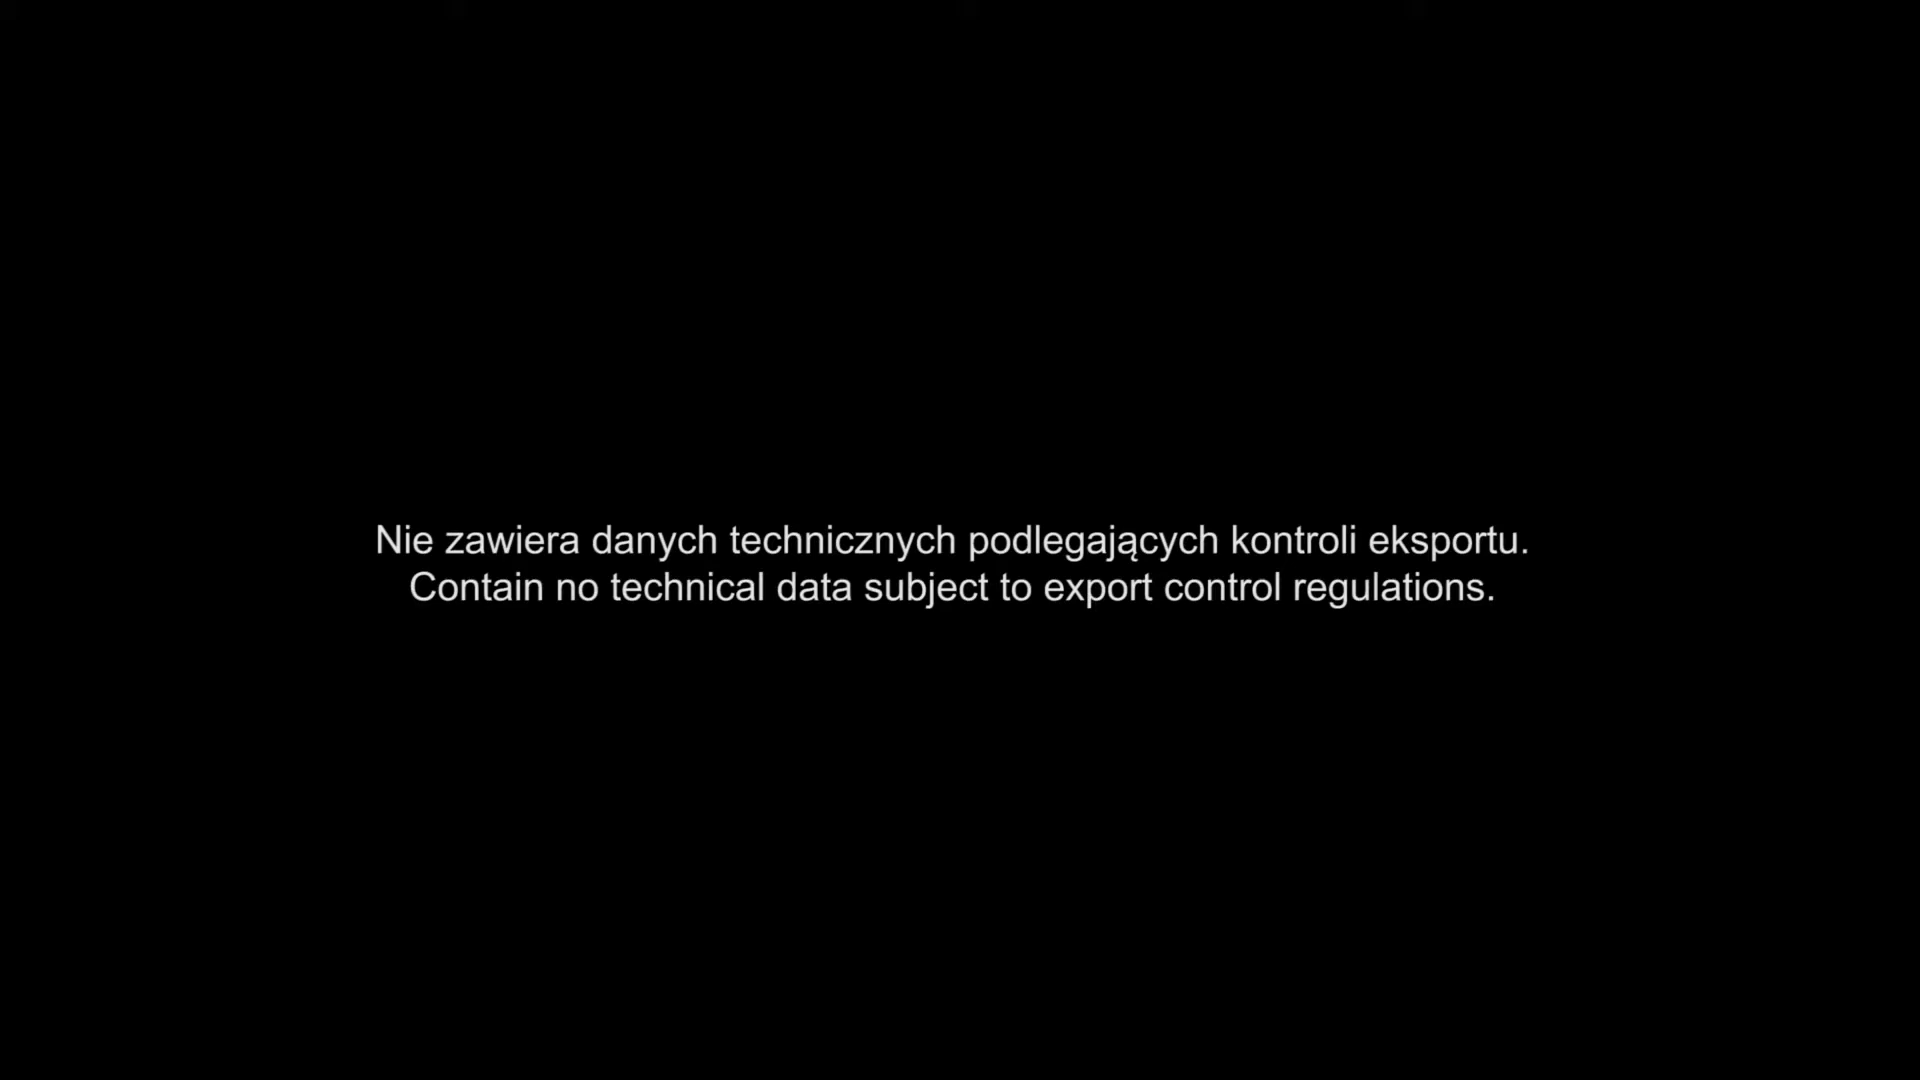 Nie zawiera danych technicznych podlegających kontroli eksportu.
Contain no technical data subject to export control regulations.